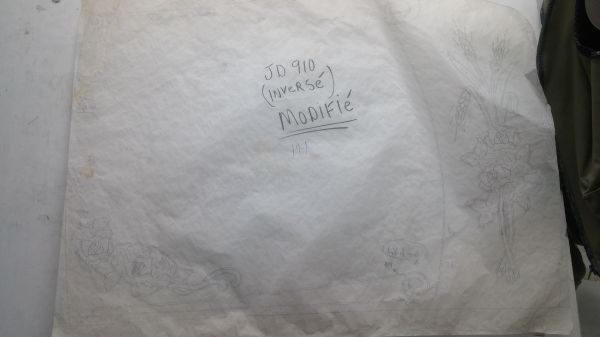 JD 910
(INVERSÉ)
MODIFIÉ